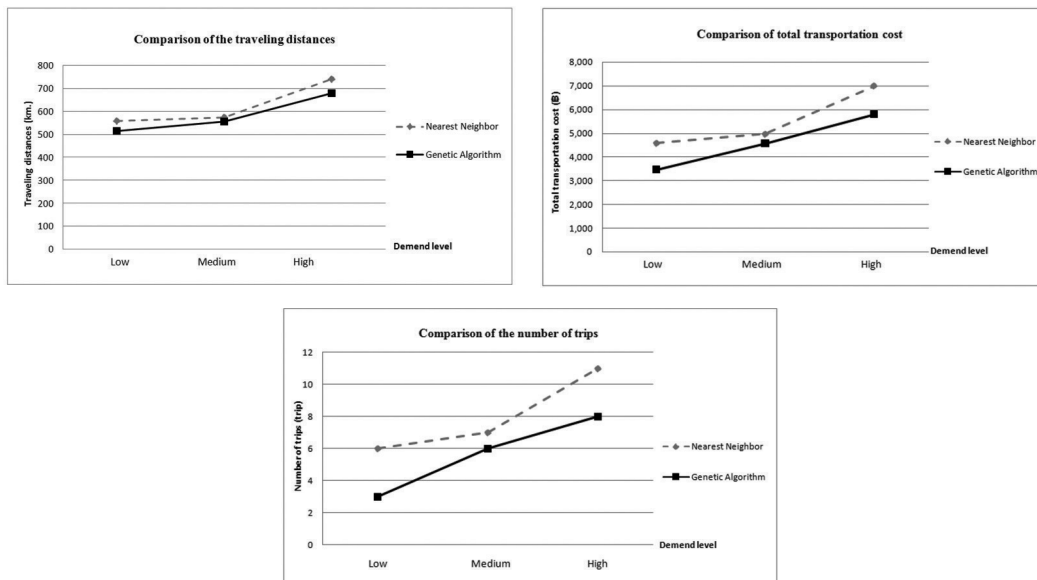 Comparison of the traveling distances
Traveling distances (km.)
800
700
600
500
400
300
200
100
0
Low Medium High
Demend level
Nearest Neighbor
Genetic Algorithm
Comparison of total transportation cost
Total transportation cost (฿)
8,000
7,000
6,000
5,000
4,000
3,000
2,000
1,000
0
Low Medium High
Demend level
Nearest Neighbor
Genetic Algorithm
Comparison of the number of trips
Number of trips (trip)
12
10
8
6
4
2
0
Low Medium High
Demend level
Nearest Neighbor
Genetic Algorithm